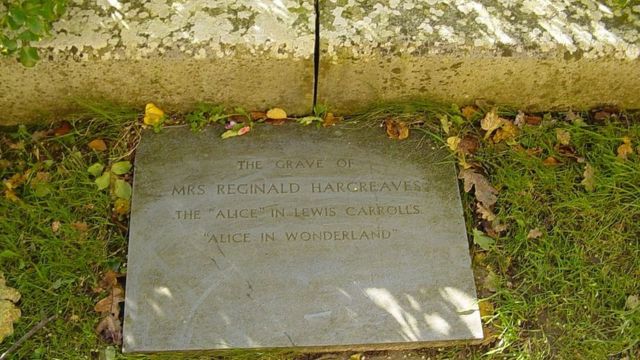 THE GRAVE OF
MRS REGINALD HARGREAVES
THE "ALICE" IN LEWIS CARROLL'S
"ALICE IN WONDERLAND"